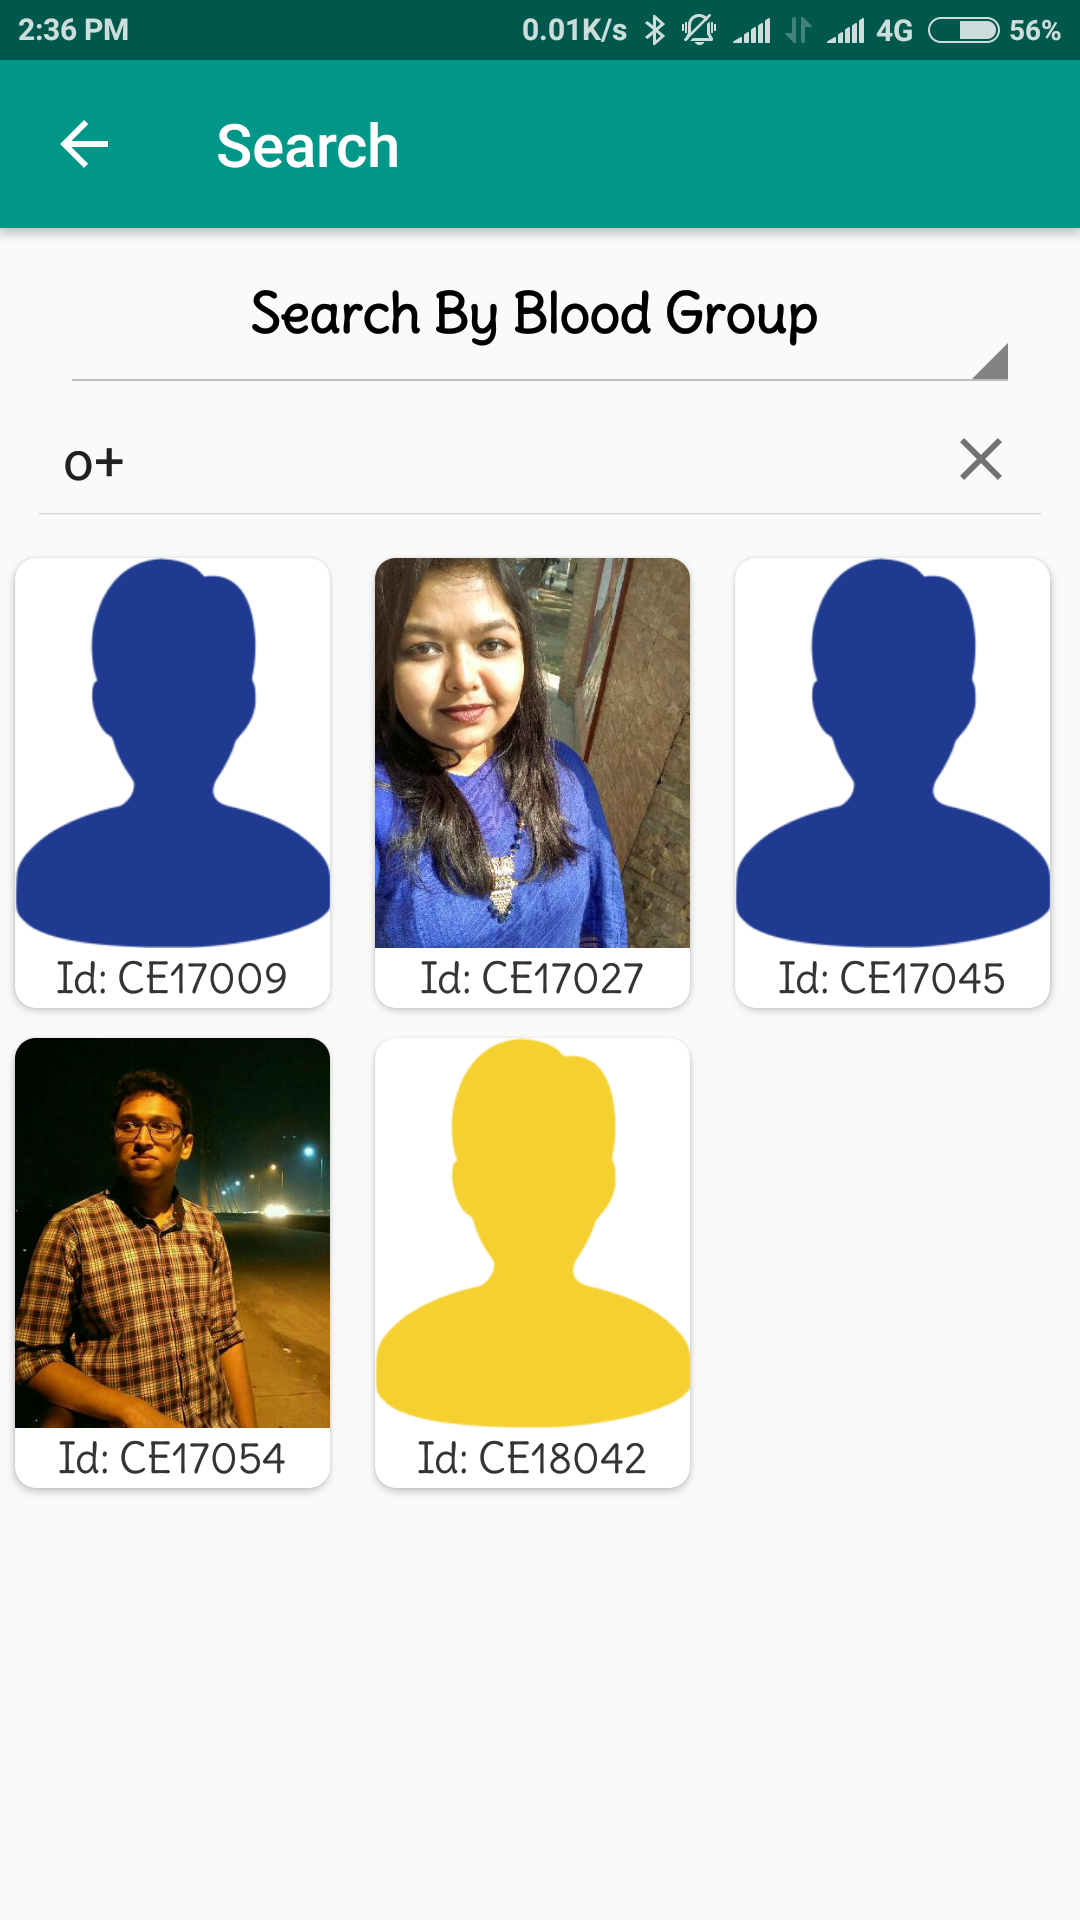 2:36 PM 0.01K/s 4G 56%
Search
Search By Blood Group
o+
Id: CE17009 Id: CE17027 Id: CE17045
Id: CE17054 Id: CE18042